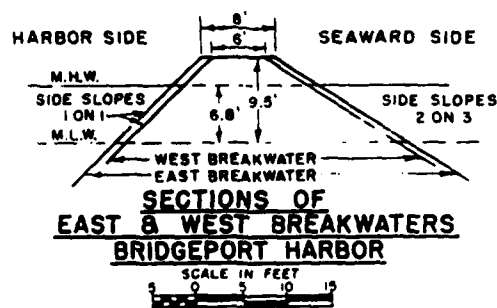 8'
6'
HARBOR SIDE
SEAWARD SIDE
M.H.W.
SIDE SLOPES
1 ON 1
6.8'
9.5'
SIDE SLOPES
2 ON 3
M.L.W.
WEST BREAKWATER
EAST BREAKWATER
SECTIONS OF
EAST & WEST BREAKWATERS
BRIDGEPORT HARBOR
SCALE IN FEET
5 0 5 10 15